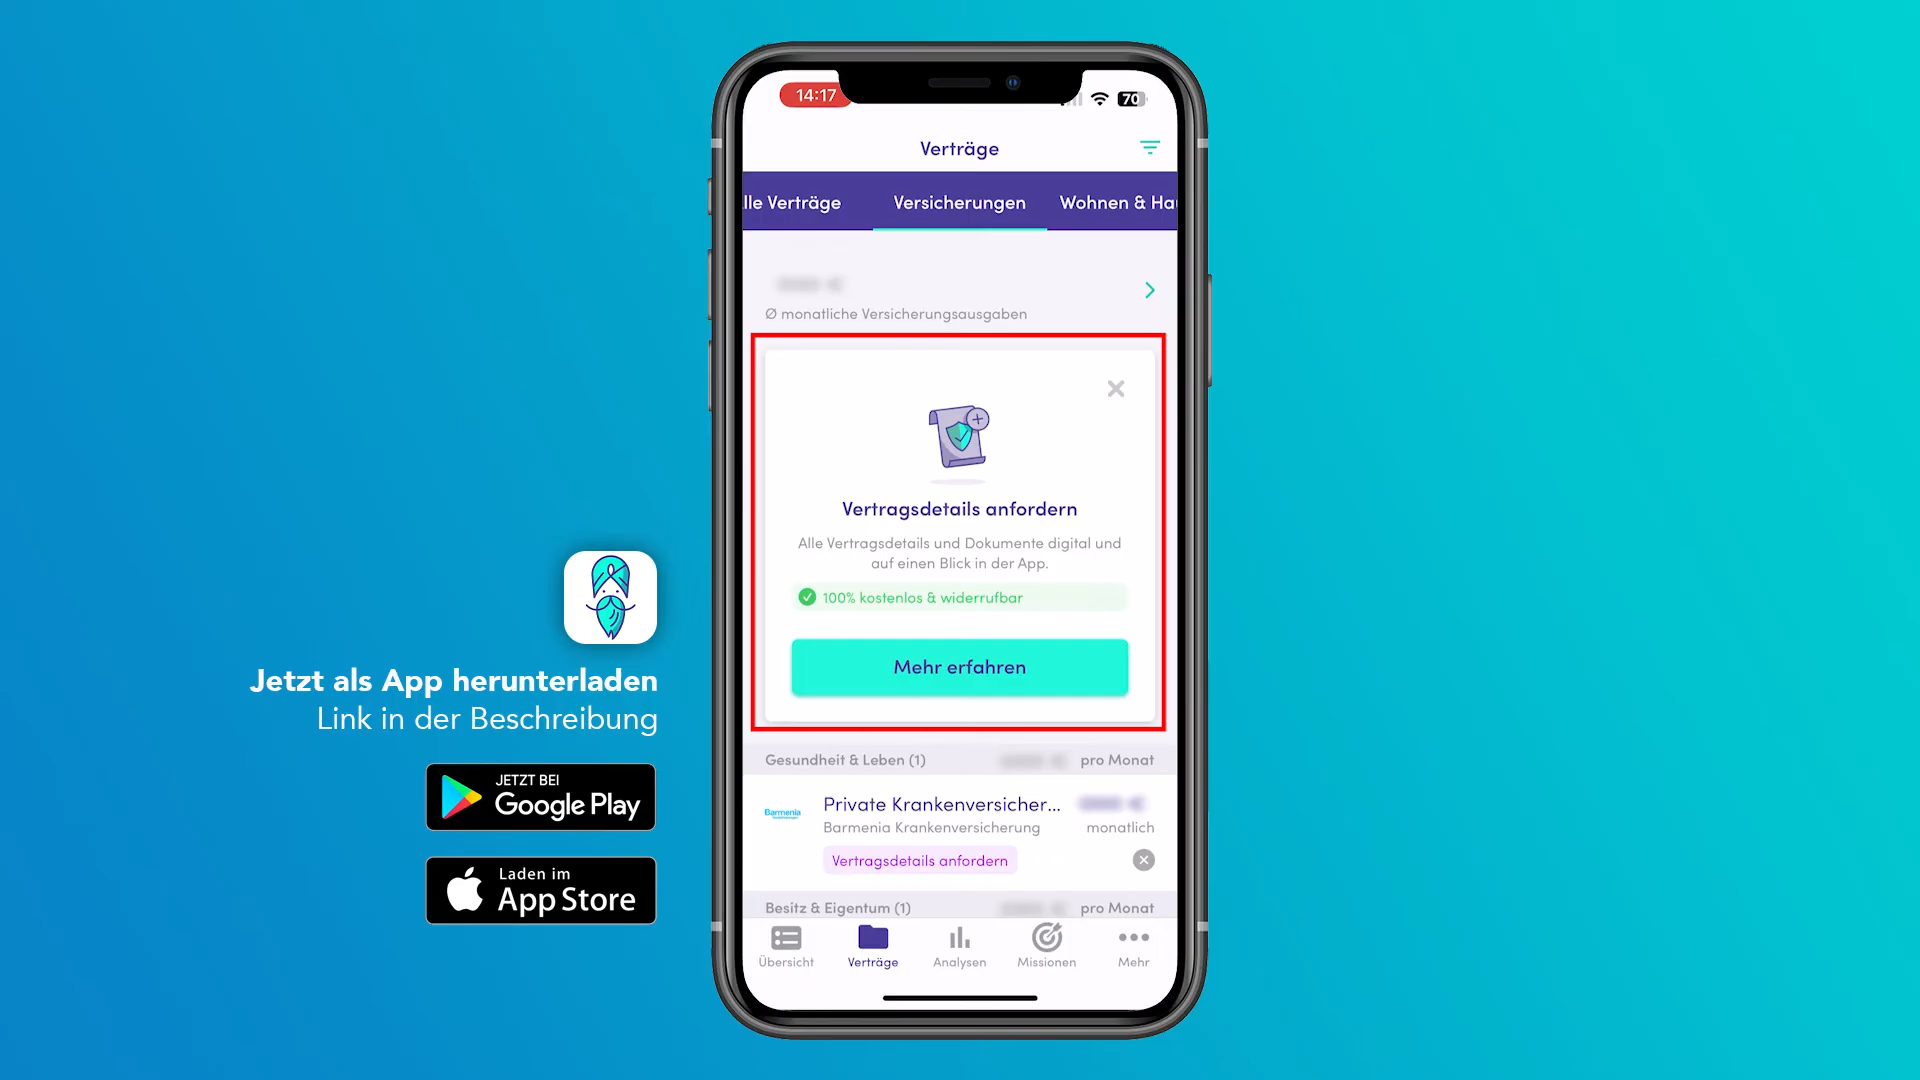 14:17
70
Verträge
lle Verträge
Versicherungen
Wohnen & Ha
Ø monatliche Versicherungsausgaben
Vertragsdetails anfordern
Alle Vertragsdetails und Dokumente digital und
auf einen Blick in der App.
100% kostenlos & widerrufbar
Mehr erfahren
Gesundheit & Leben (1)
pro Monat
Barmenia
Private Krankenversicher...
Barmenia Krankenversicherung
monatlich
Vertragsdetails anfordern
Besitz & Eigentum (1)
pro Monat
Übersicht
Verträge
Analysen
Missionen
Mehr
Jetzt als App herunterladen
Link in der Beschreibung
JETZT BEI
Google Play
Laden im
App Store